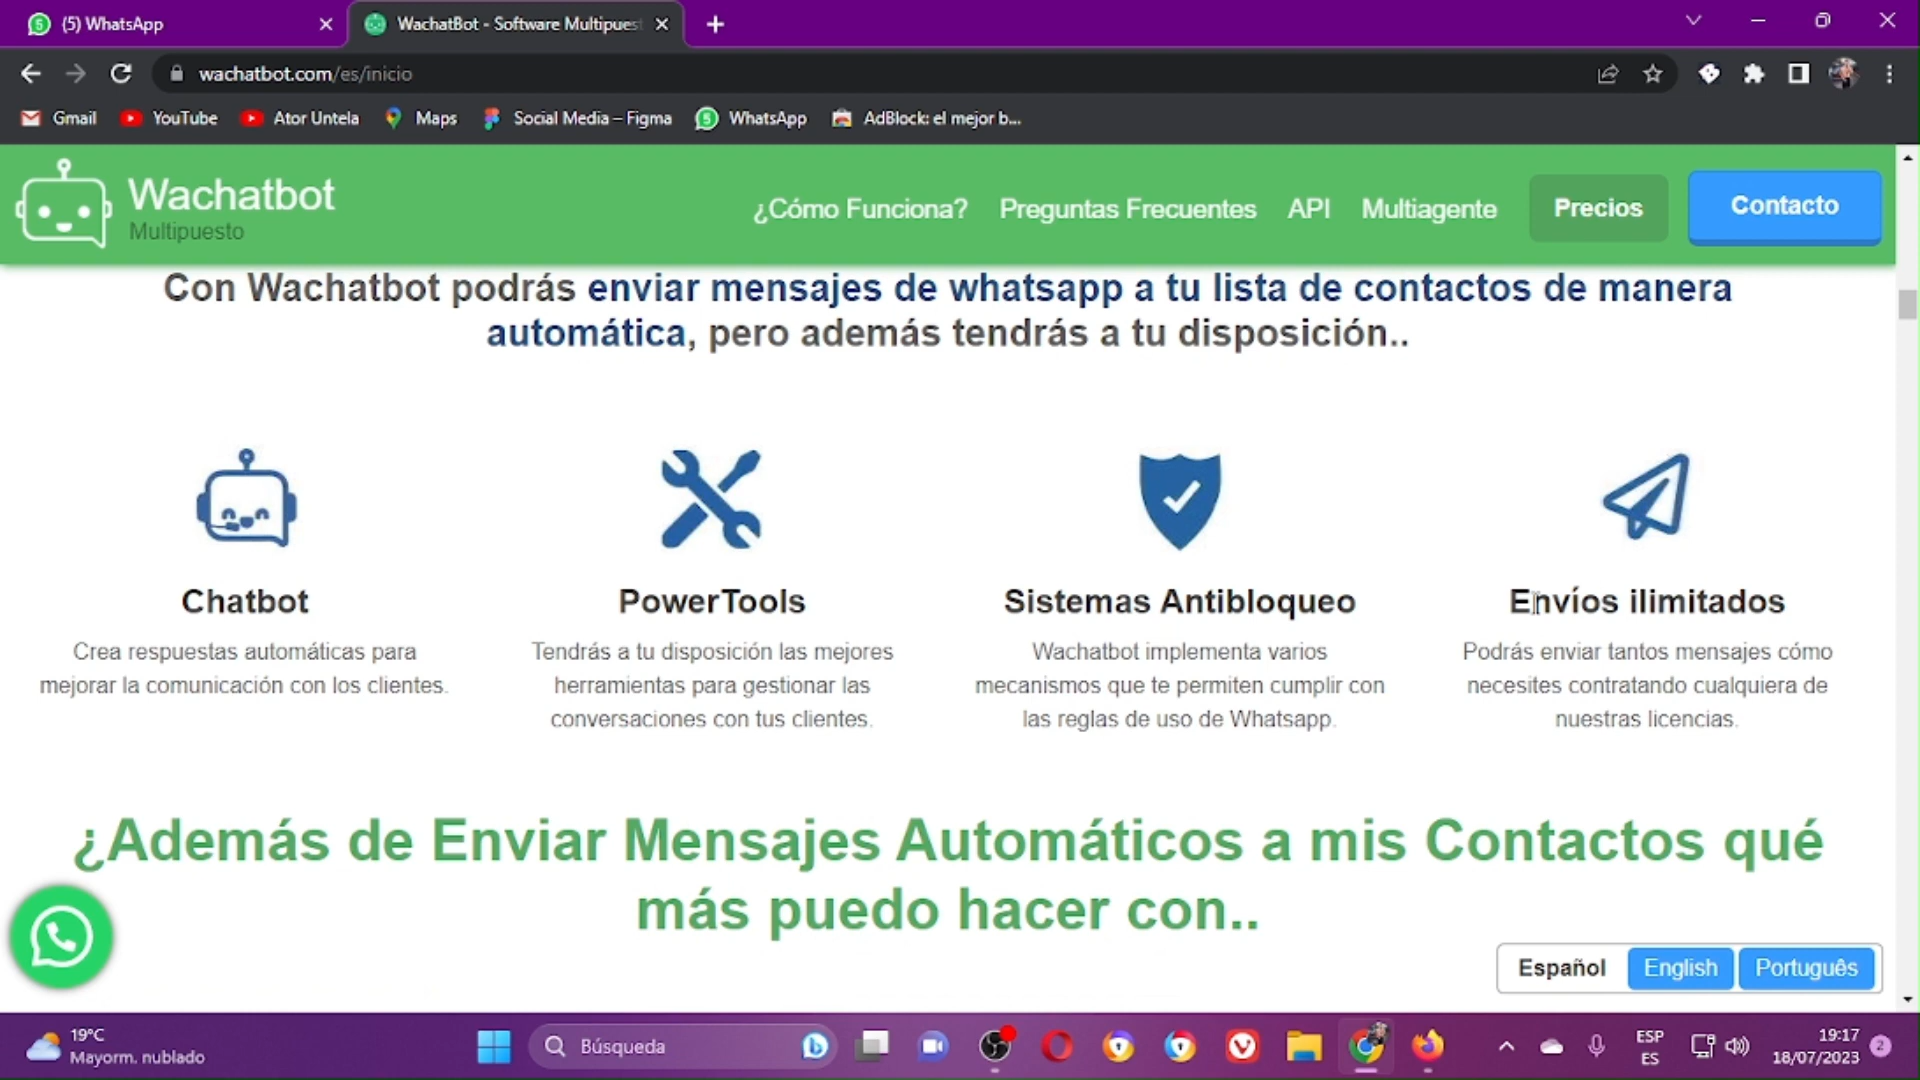 (5) WhatsApp
WachatBot - Software Multipues
wachatbot.com/es/inicio
Gmail
YouTube
Ator Untela
Maps
Social Media – Figma
WhatsApp
AdBlock: el mejor b...
Wachatbot
Multipuesto
¿Cómo Funciona?
Preguntas Frecuentes
API
Multiagente
Precios
Contacto
Con Wachatbot podrás enviar mensajes de whatsapp a tu lista de contactos de manera
automática, pero además tendrás a tu disposición..
Chatbot
Crea respuestas automáticas para
mejorar la comunicación con los clientes.
PowerTools
Tendrás a tu disposición las mejores
herramientas para gestionar las
conversaciones con tus clientes.
Sistemas Antibloqueo
Wachatbot implementa varios
mecanismos que te permiten cumplir con
las reglas de uso de Whatsapp.
Envíos ilimitados
Podrás enviar tantos mensajes cómo
necesites contratando cualquiera de
nuestras licencias.
¿Además de Enviar Mensajes Automáticos a mis Contactos qué
más puedo hacer con..
Español
English
Português
19°C
Mayorm. nublado
Búsqueda
ESP
ES
19:17
18/07/2023
2